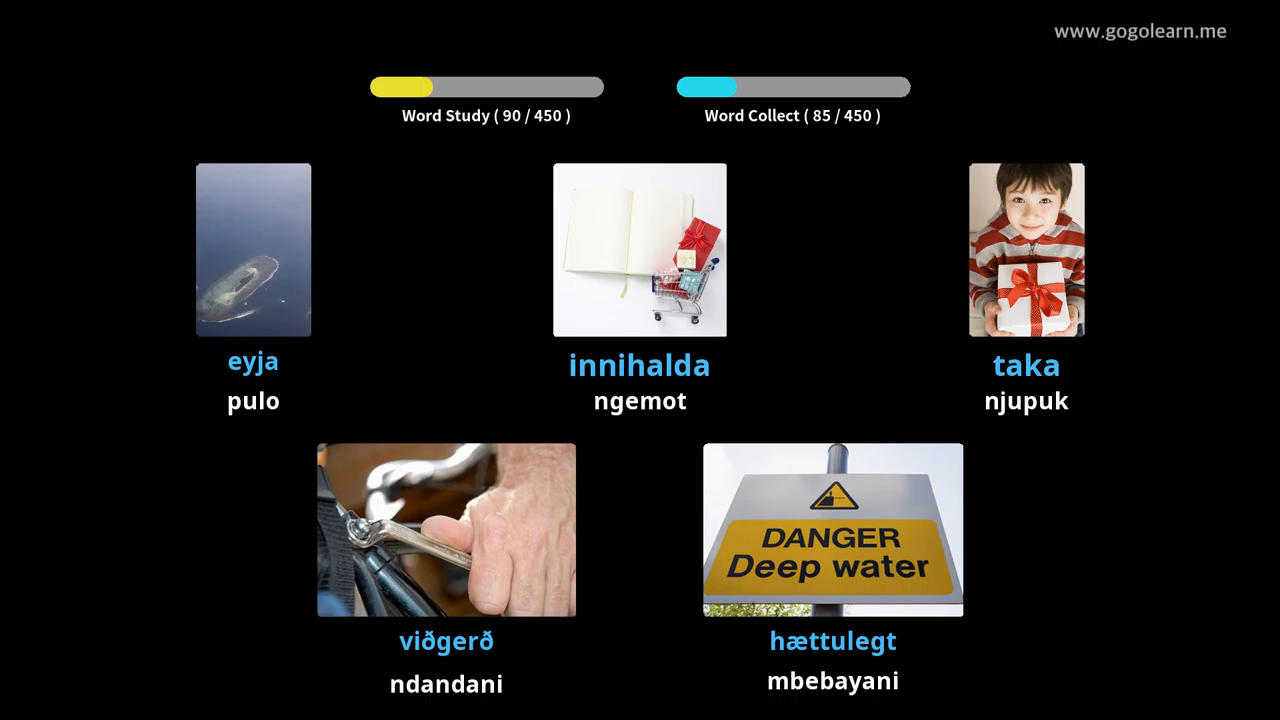 www.gogolearn.me
Word Study ( 90 / 450 )
Word Collect ( 85 / 450 )
eyja
pulo
innihalda
ngemot
taka
njupuk
DANGER
Deep water
viðgerð
ndandani
hættulegt
mbebayani